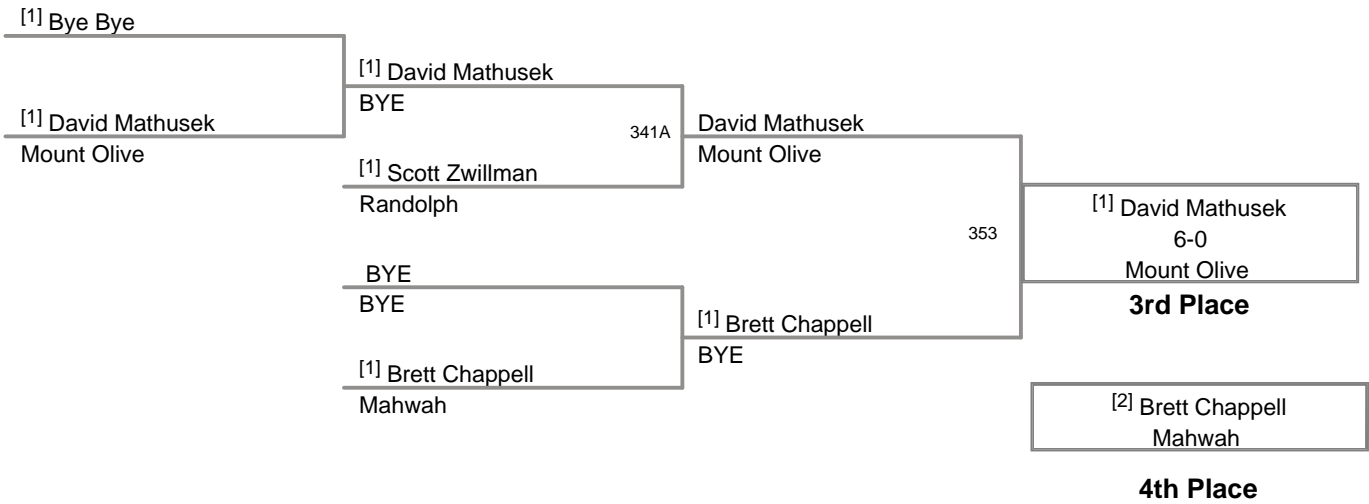 [1] Bye Bye
[1] David Mathusek
Mount Olive
[1] David Mathusek
BYE
341A
[1] Scott Zwillman
Randolph
BYE
BYE
[1] Brett Chappell
Mahwah
David Mathusek
Mount Olive
353
[1] Brett Chappell
BYE
[1] David Mathusek
6-0
Mount Olive
3rd Place
[2] Brett Chappell
Mahwah
4th Place